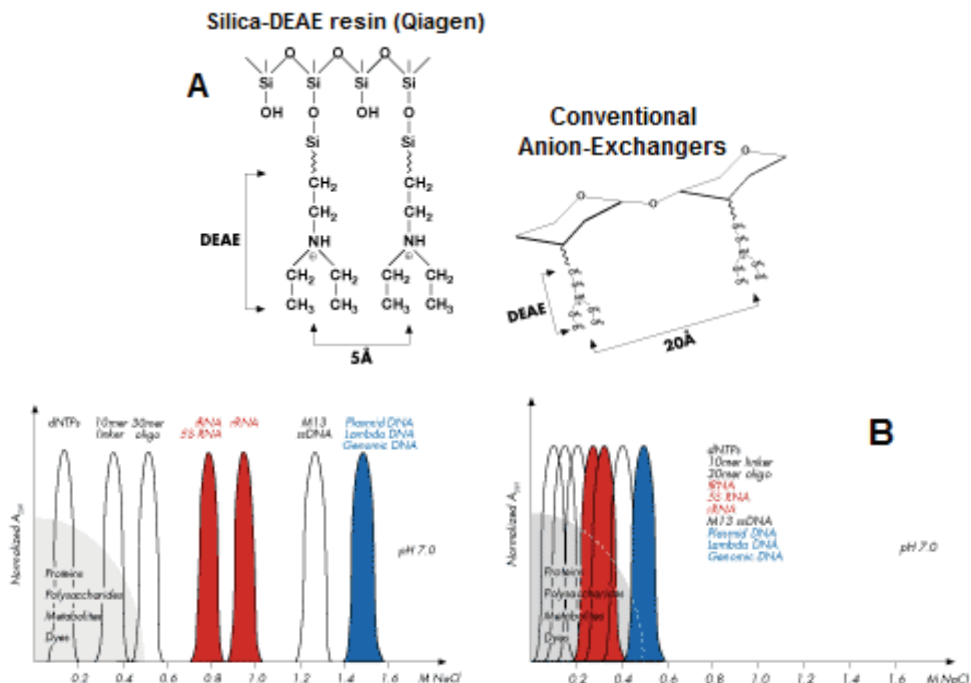 Silica-DEAE resin (Qiagen)
A
O O O
Si Si Si Si
OH O OH O
Si Si
Conventional
Anion-Exchangers
CH₂ CH₂
CH₂ CH₂
DEAE
NH NH
⊕ ⊕
CH₂ CH₂ CH₂ CH₂
CH₃ CH₃ CH₃ CH₃
5Å
O
O
O
DEAE
20Å
B
Normalized A
dNTPs
10mer
linker
30mer
oligo
tRNA
5S RNA
rRNA
M13
ssDNA
Plasmid DNA
Lambda DNA
Genomic DNA
pH 7.0
Proteins
Polysaccharides
Metabolites
Dyes
0.2 0.4 0.6 0.8 1.0 1.2 1.4 1.6 M NaCl
Normalized A
dNTPs
10mer linker
30mer oligo
tRNA
5S RNA
rRNA
M13 ssDNA
Plasmid DNA
Lambda DNA
Genomic DNA
pH 7.0
Proteins
Polysaccharides
Metabolites
Dyes
0.2 0.4 0.6 0.8 1.0 1.2 1.4 1.6 M NaCl